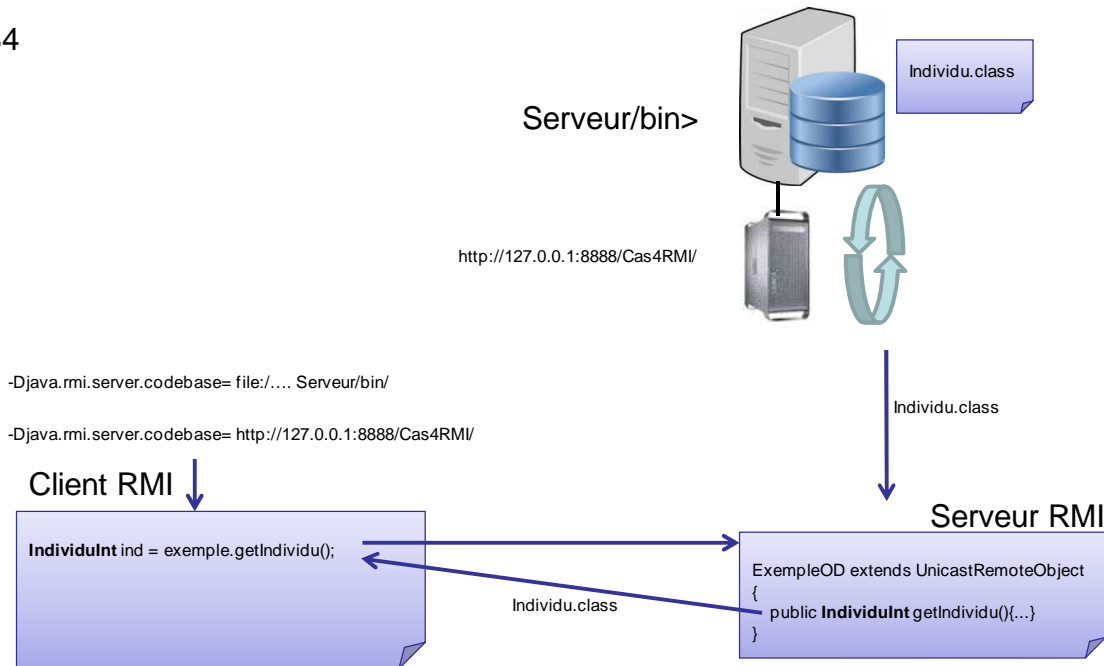 Individu.class
Serveur/bin>
http://127.0.0.1:8888/Cas4RMI/
-Djava.rmi.server.codebase= file:/…. Serveur/bin/
Individu.class
-Djava.rmi.server.codebase= http://127.0.0.1:8888/Cas4RMI/
Client RMI
Serveur RMI
IndividuInt ind = exemple.getIndividu();
ExempleOD extends UnicastRemoteObject
{
public IndividuInt getIndividu(){...}
}
Individu.class